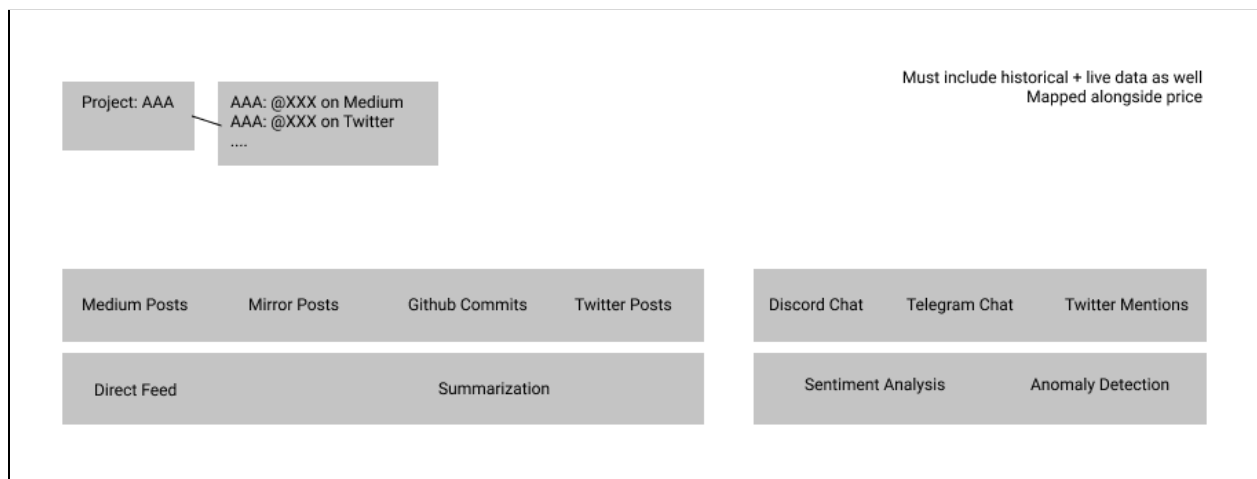 Project: AAA
AAA: @XXX on Medium
AAA: @XXX on Twitter
....
Must include historical + live data as well
Mapped alongside price
Medium Posts
Mirror Posts
Github Commits
Twitter Posts
Direct Feed
Summarization
Discord Chat
Telegram Chat
Twitter Mentions
Sentiment Analysis
Anomaly Detection